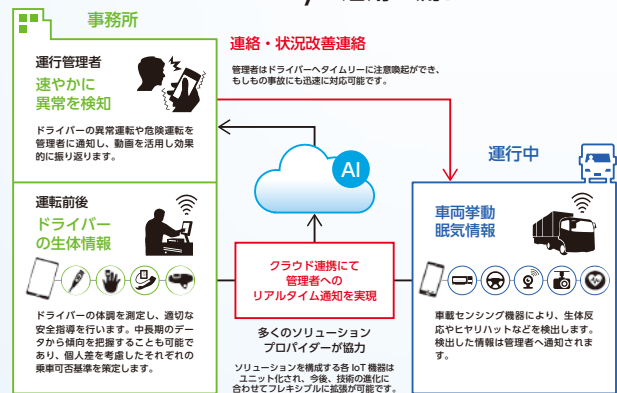 事務所
運行管理者
速やかに
異常を検知
ドライバーの異常運転や危険運転を
管理者に通知し、動画を活用し効果
的に振り返ります。
連絡・状況改善連絡
管理者はドライバーへタイムリーに注意喚起ができ、
もしもの事故にも迅速に対応可能です。
AI
運行中
運転前後
ドライバー
の生体情報
ドライバーの体調を測定し、適切な
安全指導を行います。中長期のデー
タから傾向を把握することも可能で
あり、個人差を考慮したそれぞれの
乗車可否基準を策定します。
クラウド連携にて
管理者への
リアルタイム通知を実現
多くのソリューション
プロバイダーが協力
ソリューションを構成する各 IoT 機器は
ユニット化され、今後、技術の進化に
合わせてフレキシブルに拡張が可能です。
車両挙動
眠気情報
車載センシング機器により、生体反
応やヒヤリハットなどを検出します。
検出した情報は管理者へ通知されま
す。